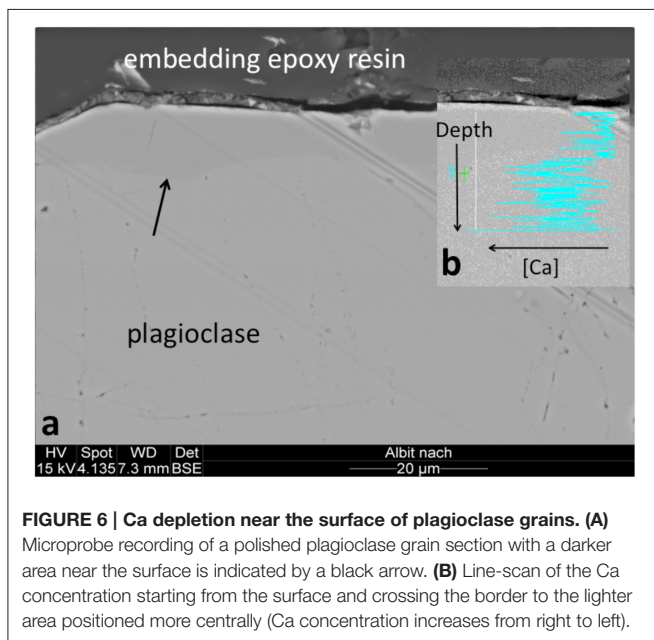 embedding epoxy resin
Depth
b
[Ca]
plagioclase
a
HV Spot WD Det Albit nach
15 kV 4.135 7.3 mm BSE 20 µm
FIGURE 6 | Ca depletion near the surface of plagioclase grains. (A)
Microprobe recording of a polished plagioclase grain section with a darker
area near the surface is indicated by a black arrow. (B) Line-scan of the Ca
concentration starting from the surface and crossing the border to the lighter
area positioned more centrally (Ca concentration increases from right to left).